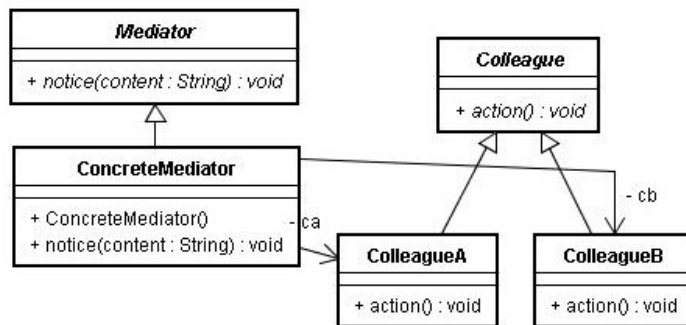 Mediator
+ notice(content : String) : void
Colleague
+ action() : void
ConcreteMediator
+ ConcreteMediator()
+ notice(content : String) : void
- ca
- cb
ColleagueA
+ action() : void
ColleagueB
+ action() : void